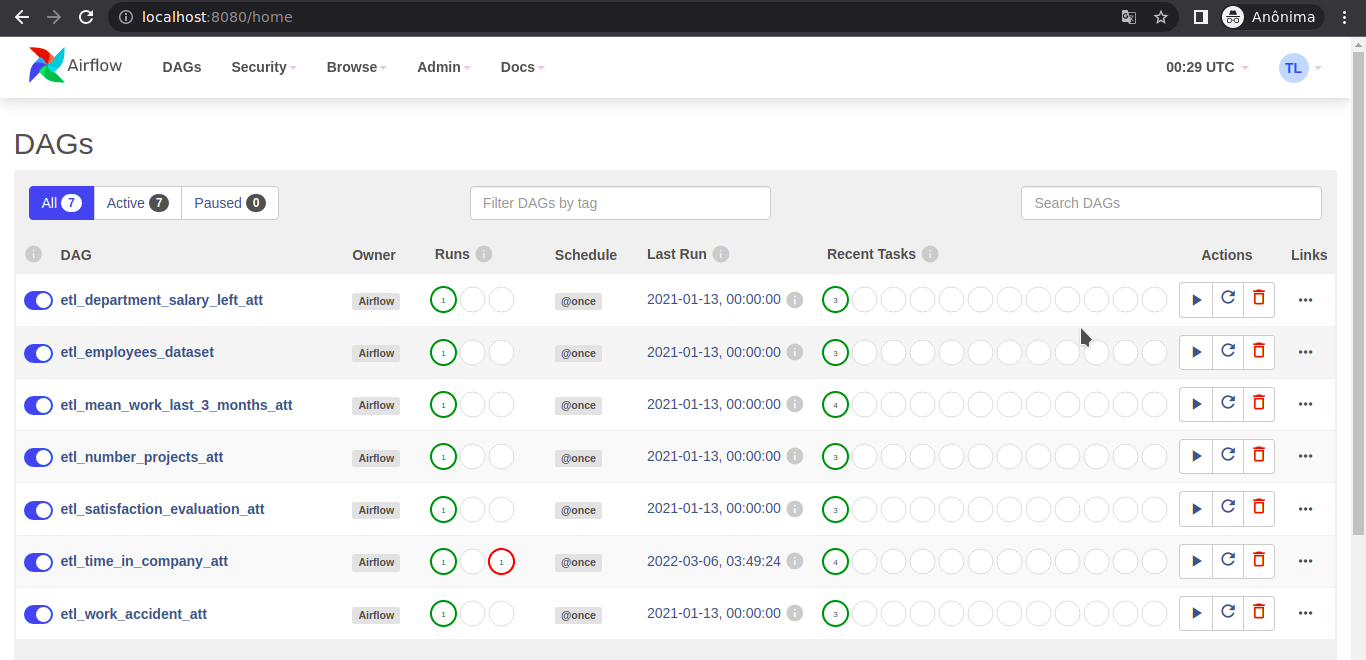 localhost:8080/home Anônima
Airflow DAGs Security Browse Admin Docs 00:29 UTC TL
DAGs
All 7 Active 7 Paused 0 Filter DAGs by tag Search DAGs
DAG Owner Runs Schedule Last Run Recent Tasks Actions Links
etl_department_salary_left_att Airflow 1 @once 2021-01-13, 00:00:00 3
etl_employees_dataset Airflow 1 @once 2021-01-13, 00:00:00 3
etl_mean_work_last_3_months_att Airflow 1 @once 2021-01-13, 00:00:00 4
etl_number_projects_att Airflow 1 @once 2021-01-13, 00:00:00 3
etl_satisfaction_evaluation_att Airflow 1 @once 2021-01-13, 00:00:00 3
etl_time_in_company_att Airflow 1 1 @once 2022-03-06, 03:49:24 4
etl_work_accident_att Airflow 1 @once 2021-01-13, 00:00:00 3